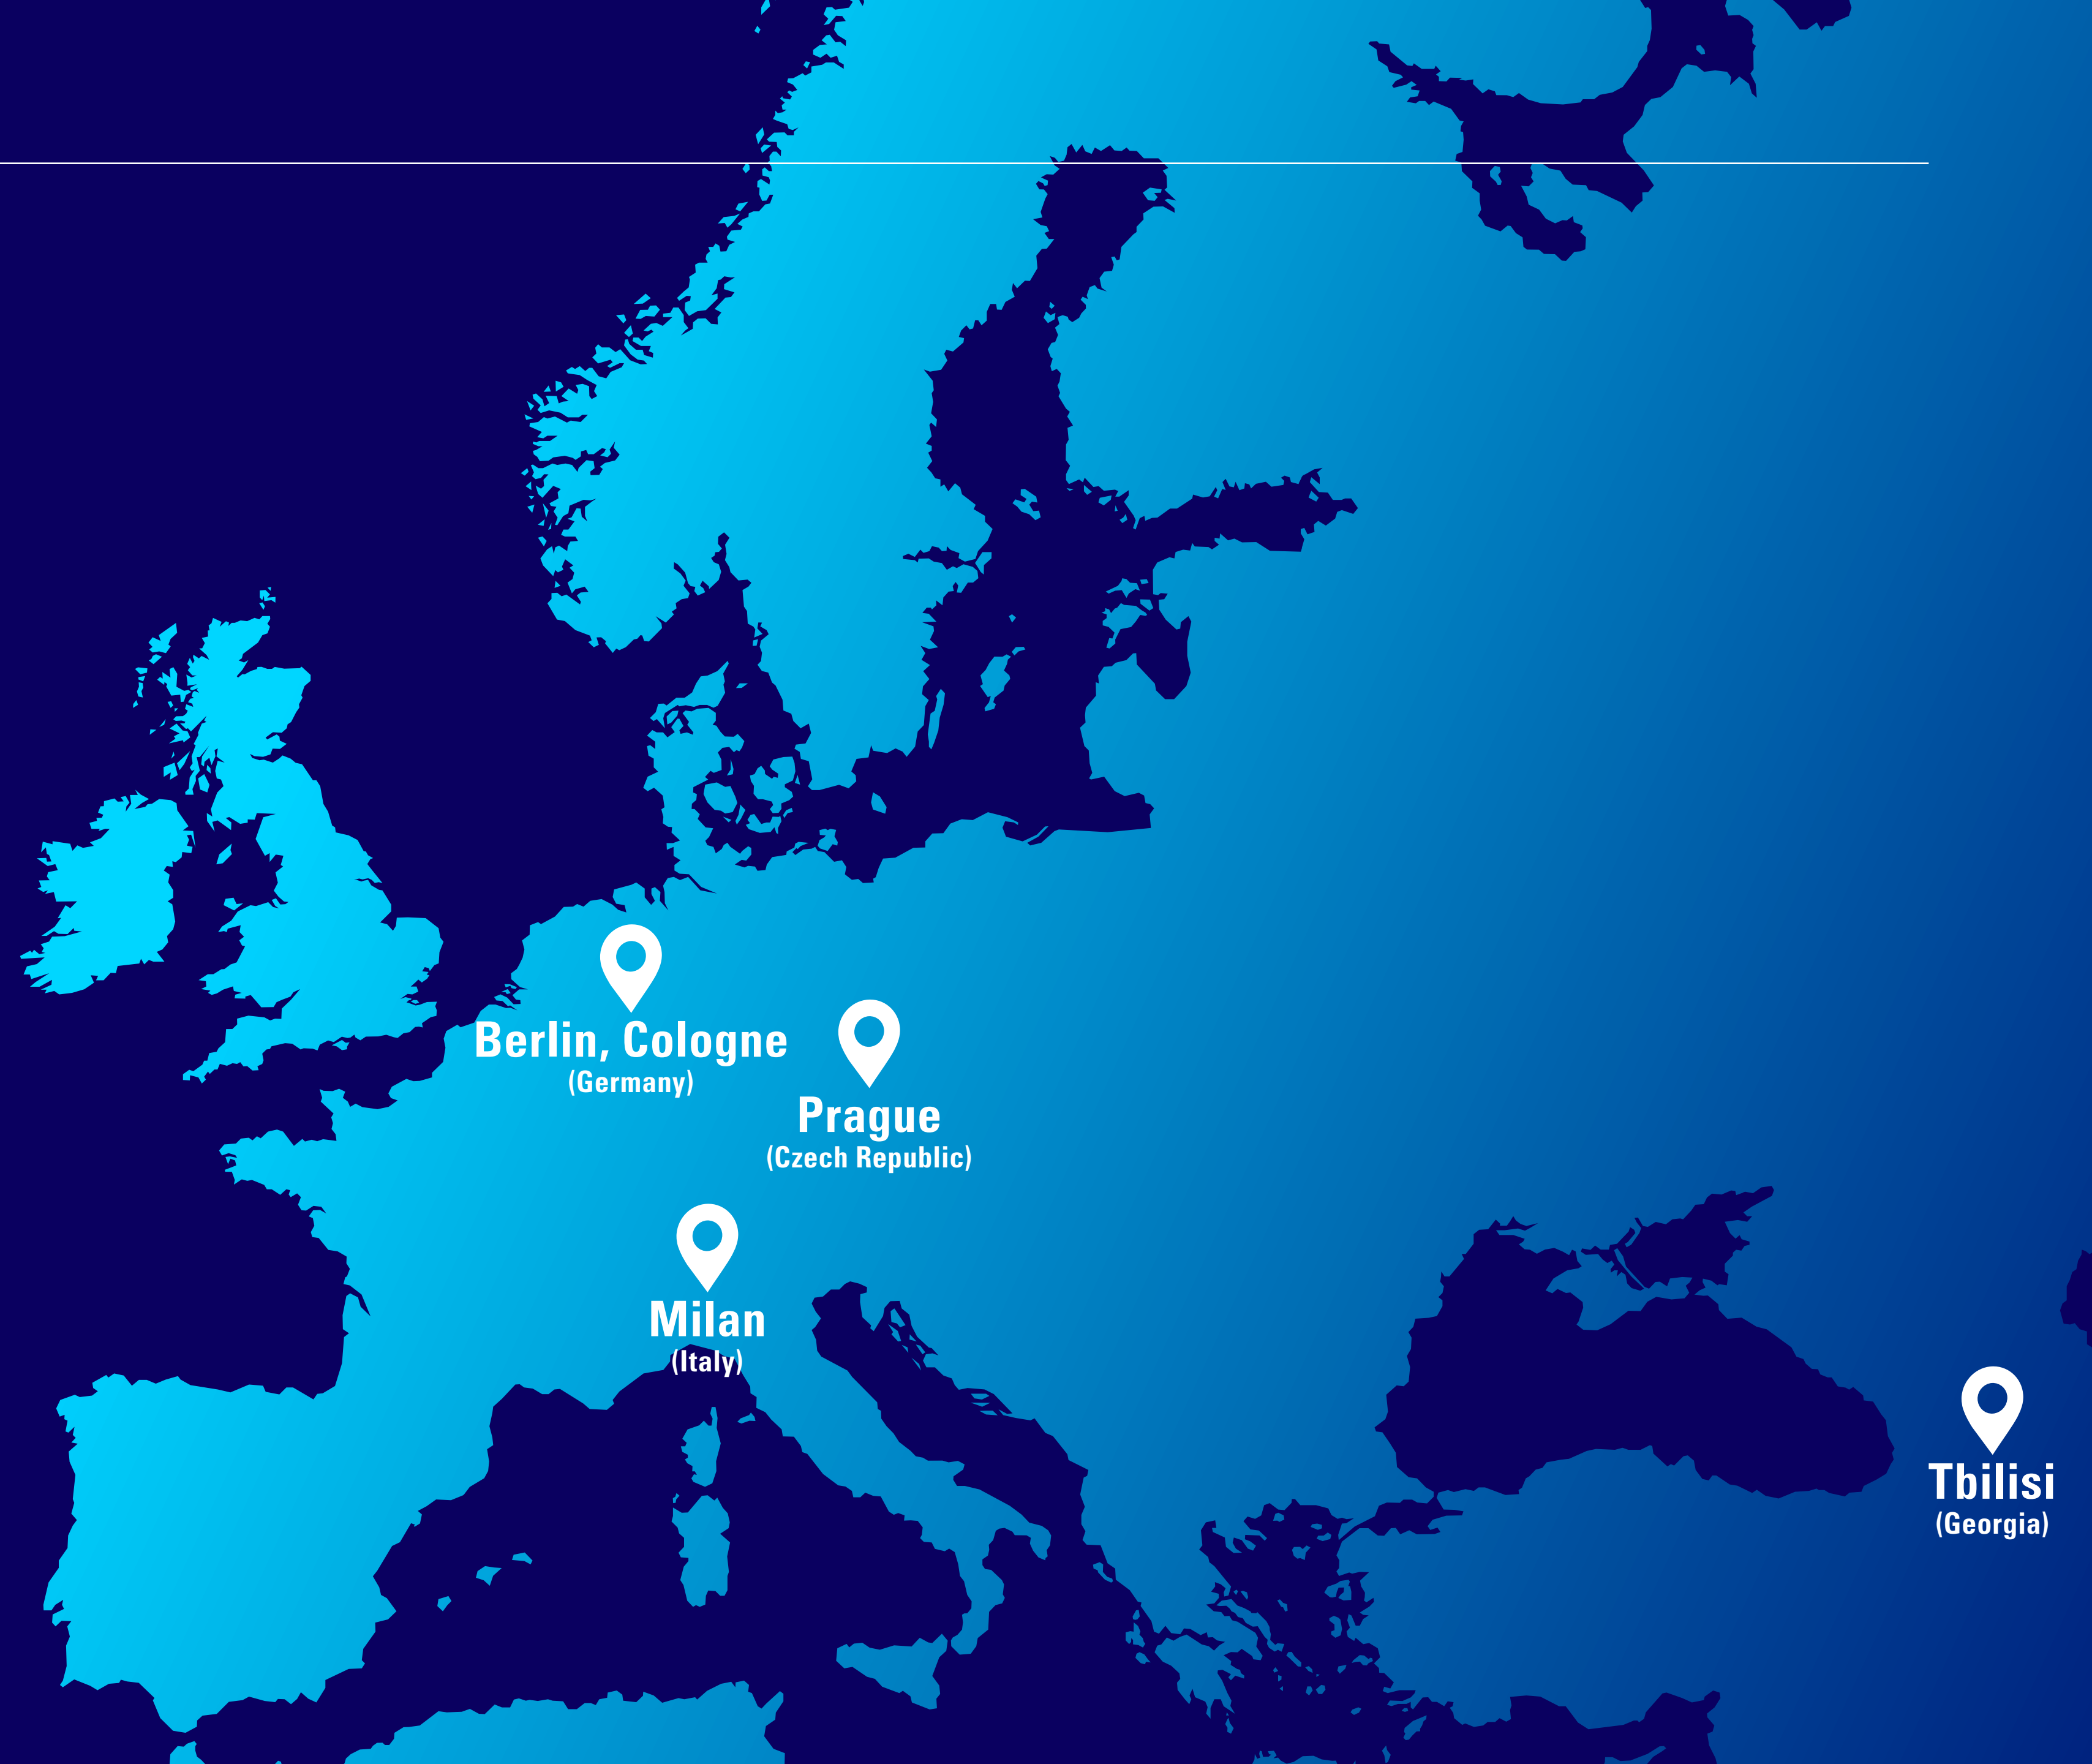 Berlin, Cologne
(Germany)
Prague
(Czech Republic)
Milan
(Italy)
Tbilisi
(Georgia)